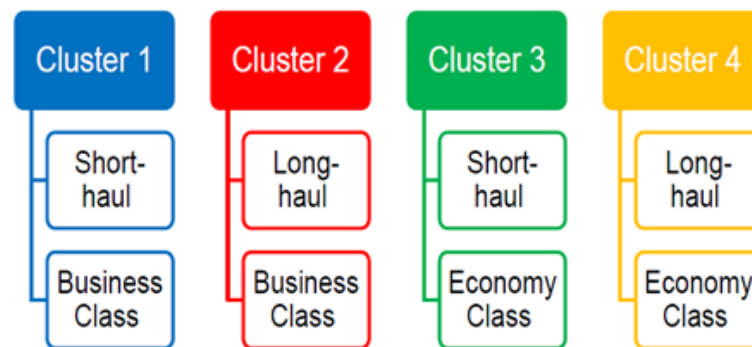 Cluster 1
Short-
haul
Business
Class
Cluster 2
Long-
haul
Business
Class
Cluster 3
Short-
haul
Economy
Class
Cluster 4
Long-
haul
Economy
Class